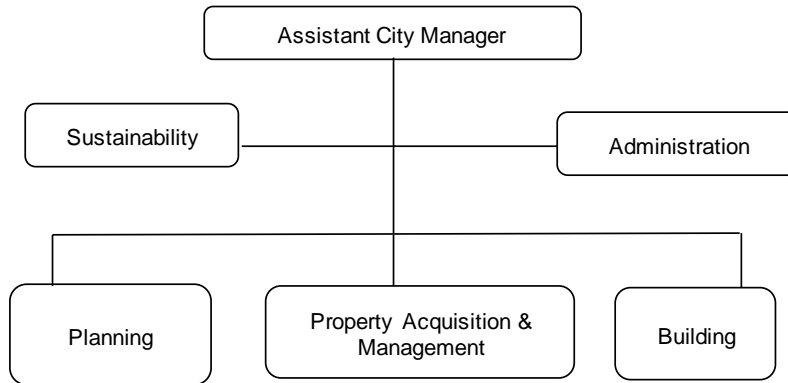 Assistant City Manager
Sustainability
Administration
Planning
Property Acquisition &
Management
Building